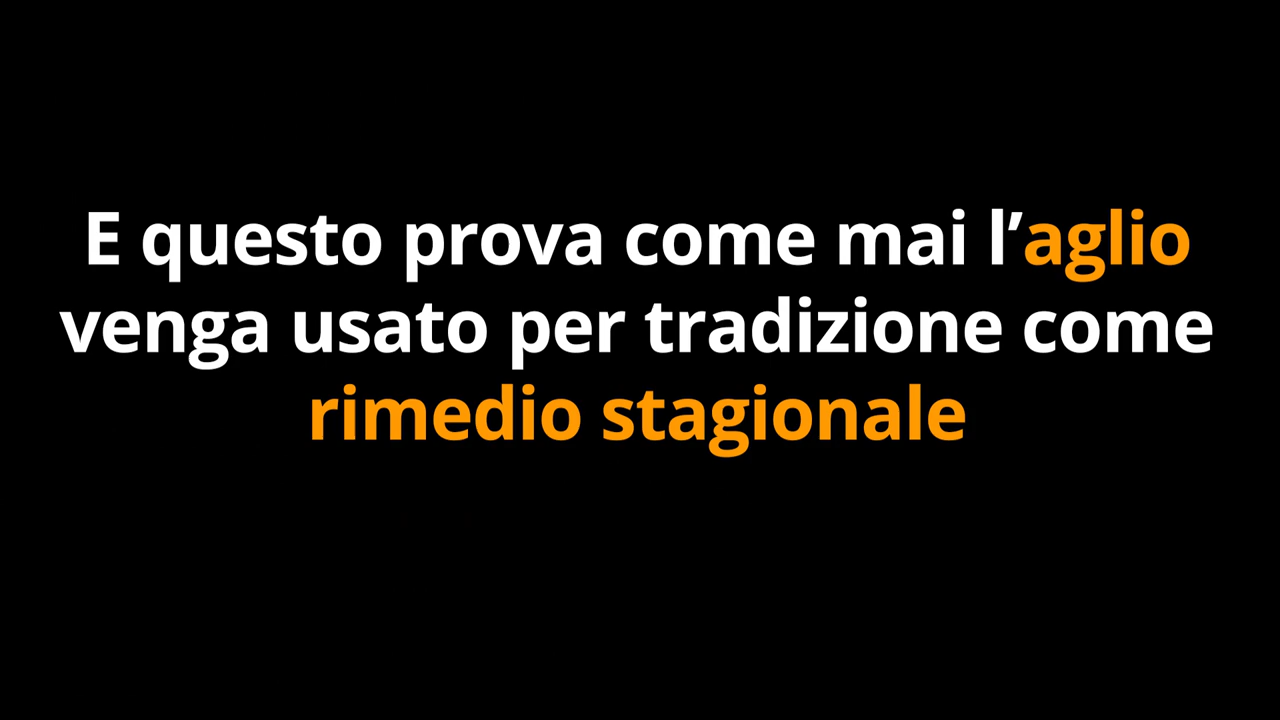 E questo prova come mai l’aglio
venga usato per tradizione come
rimedio stagionale